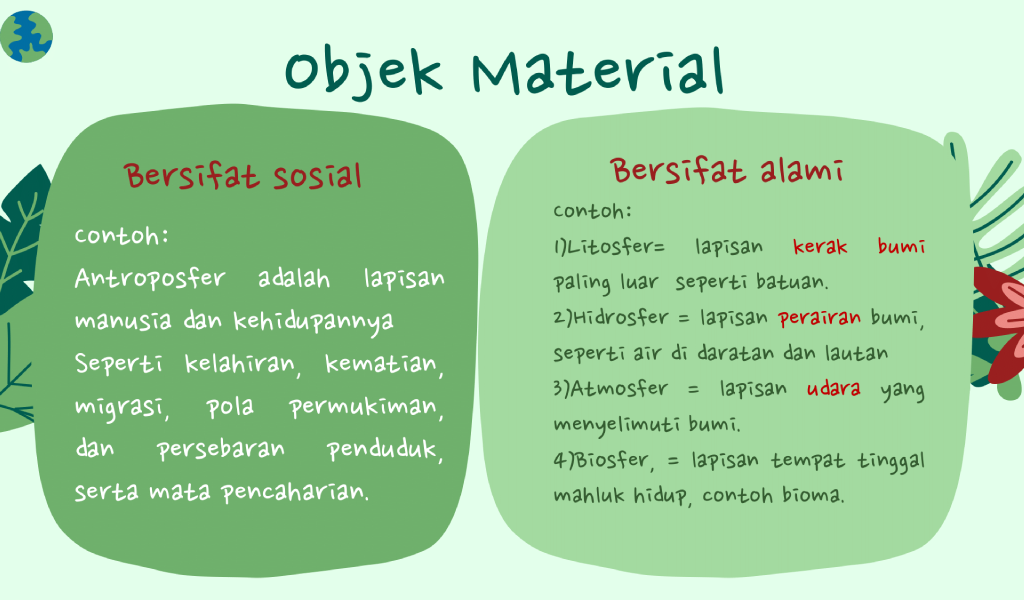 Objek Material
Bersifat sosial
contoh:
Antroposfer adalah lapisan
manusia dan kehidupannya
Seperti kelahiran, kematian,
migrasi, pola permukiman,
dan persebaran penduduk,
serta mata pencaharian.
Bersifat alami
contoh:
1)Litosfer= lapisan kerak bumi
paling luar seperti batuan.
2)Hidrosfer = lapisan perairan bumi,
seperti air di daratan dan lautan
3)Atmosfer = lapisan udara yang
menyelimuti bumi.
4)Biosfer, = lapisan tempat tinggal
mahluk hidup, contoh bioma.